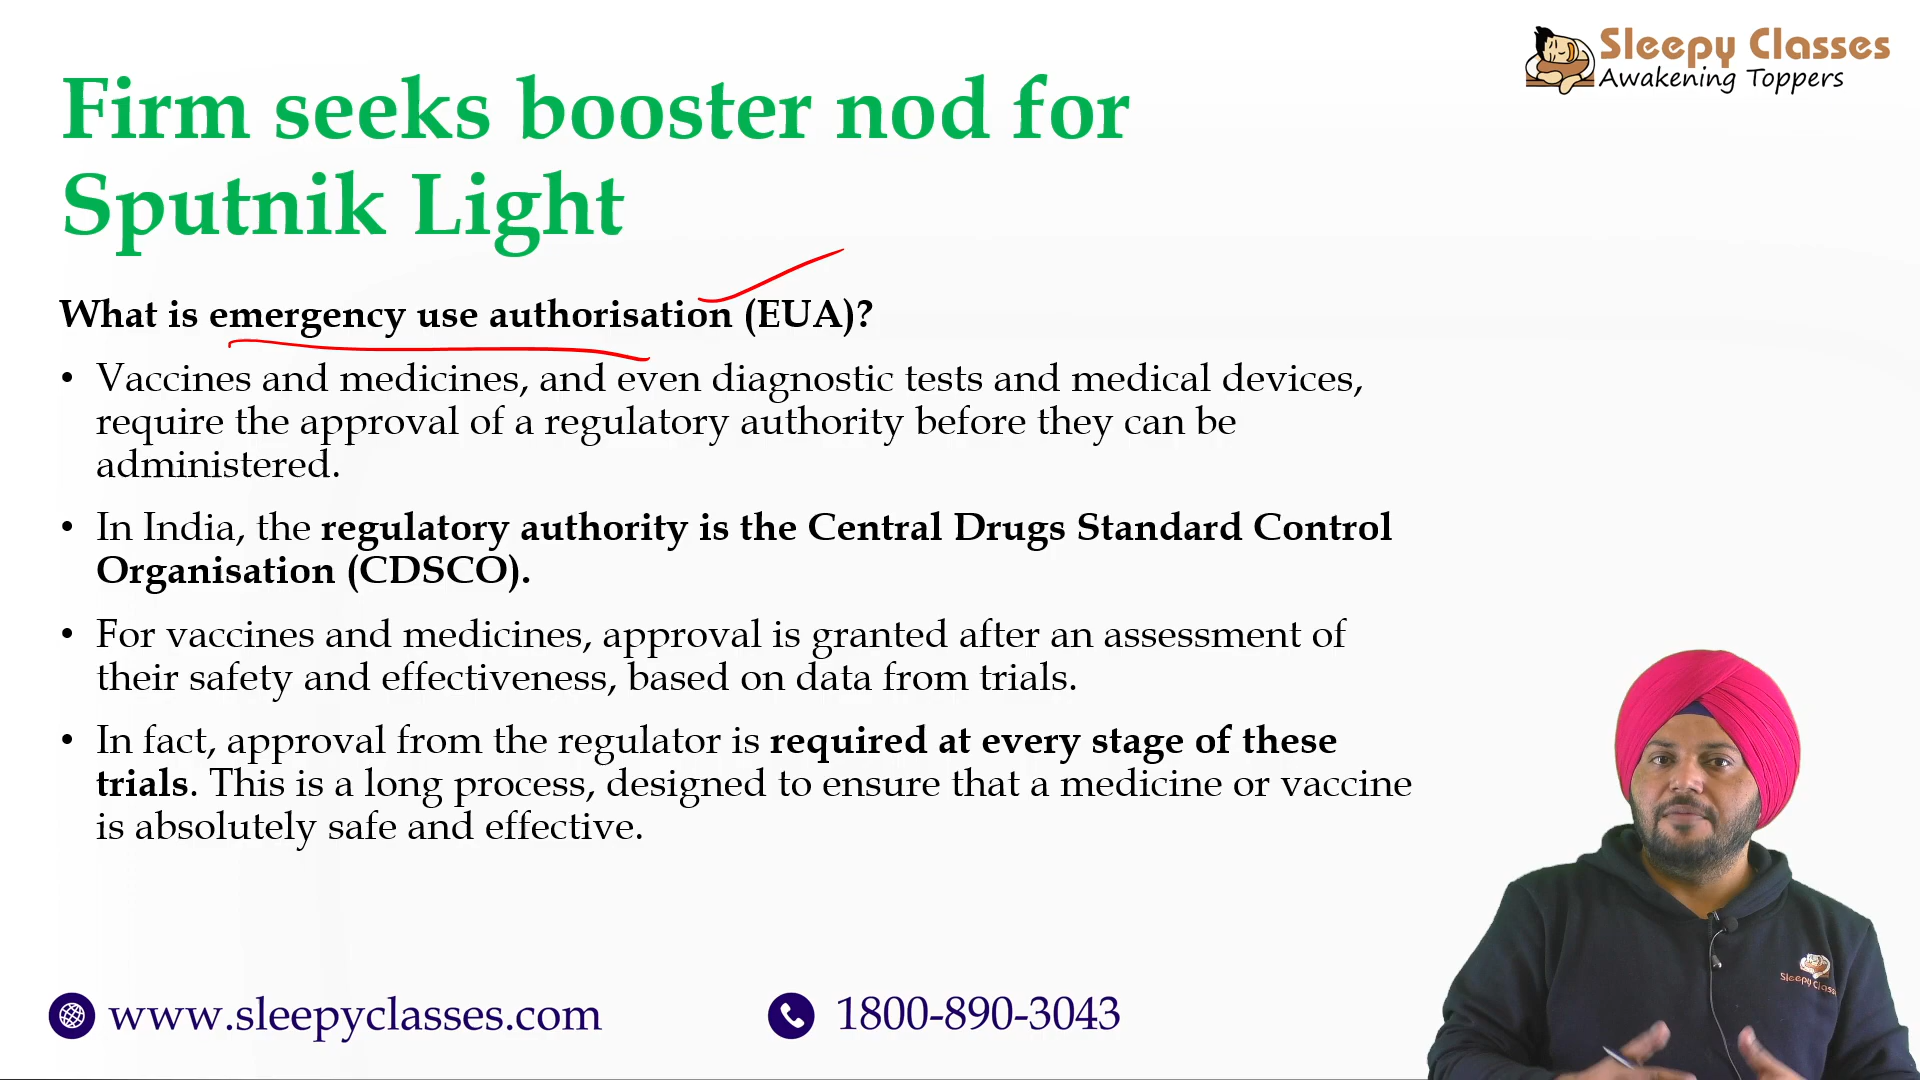 Sleepy Classes
Awakening Toppers
Firm seeks booster nod for
Sputnik Light
What is emergency use authorisation (EUA)?
• Vaccines and medicines, and even diagnostic tests and medical devices,
require the approval of a regulatory authority before they can be
administered.
• In India, the regulatory authority is the Central Drugs Standard Control
Organisation (CDSCO).
• For vaccines and medicines, approval is granted after an assessment of
their safety and effectiveness, based on data from trials.
• In fact, approval from the regulator is required at every stage of these
trials. This is a long process, designed to ensure that a medicine or vaccine
is absolutely safe and effective.
Sleepy Classes
www.sleepyclasses.com
1800-890-3043